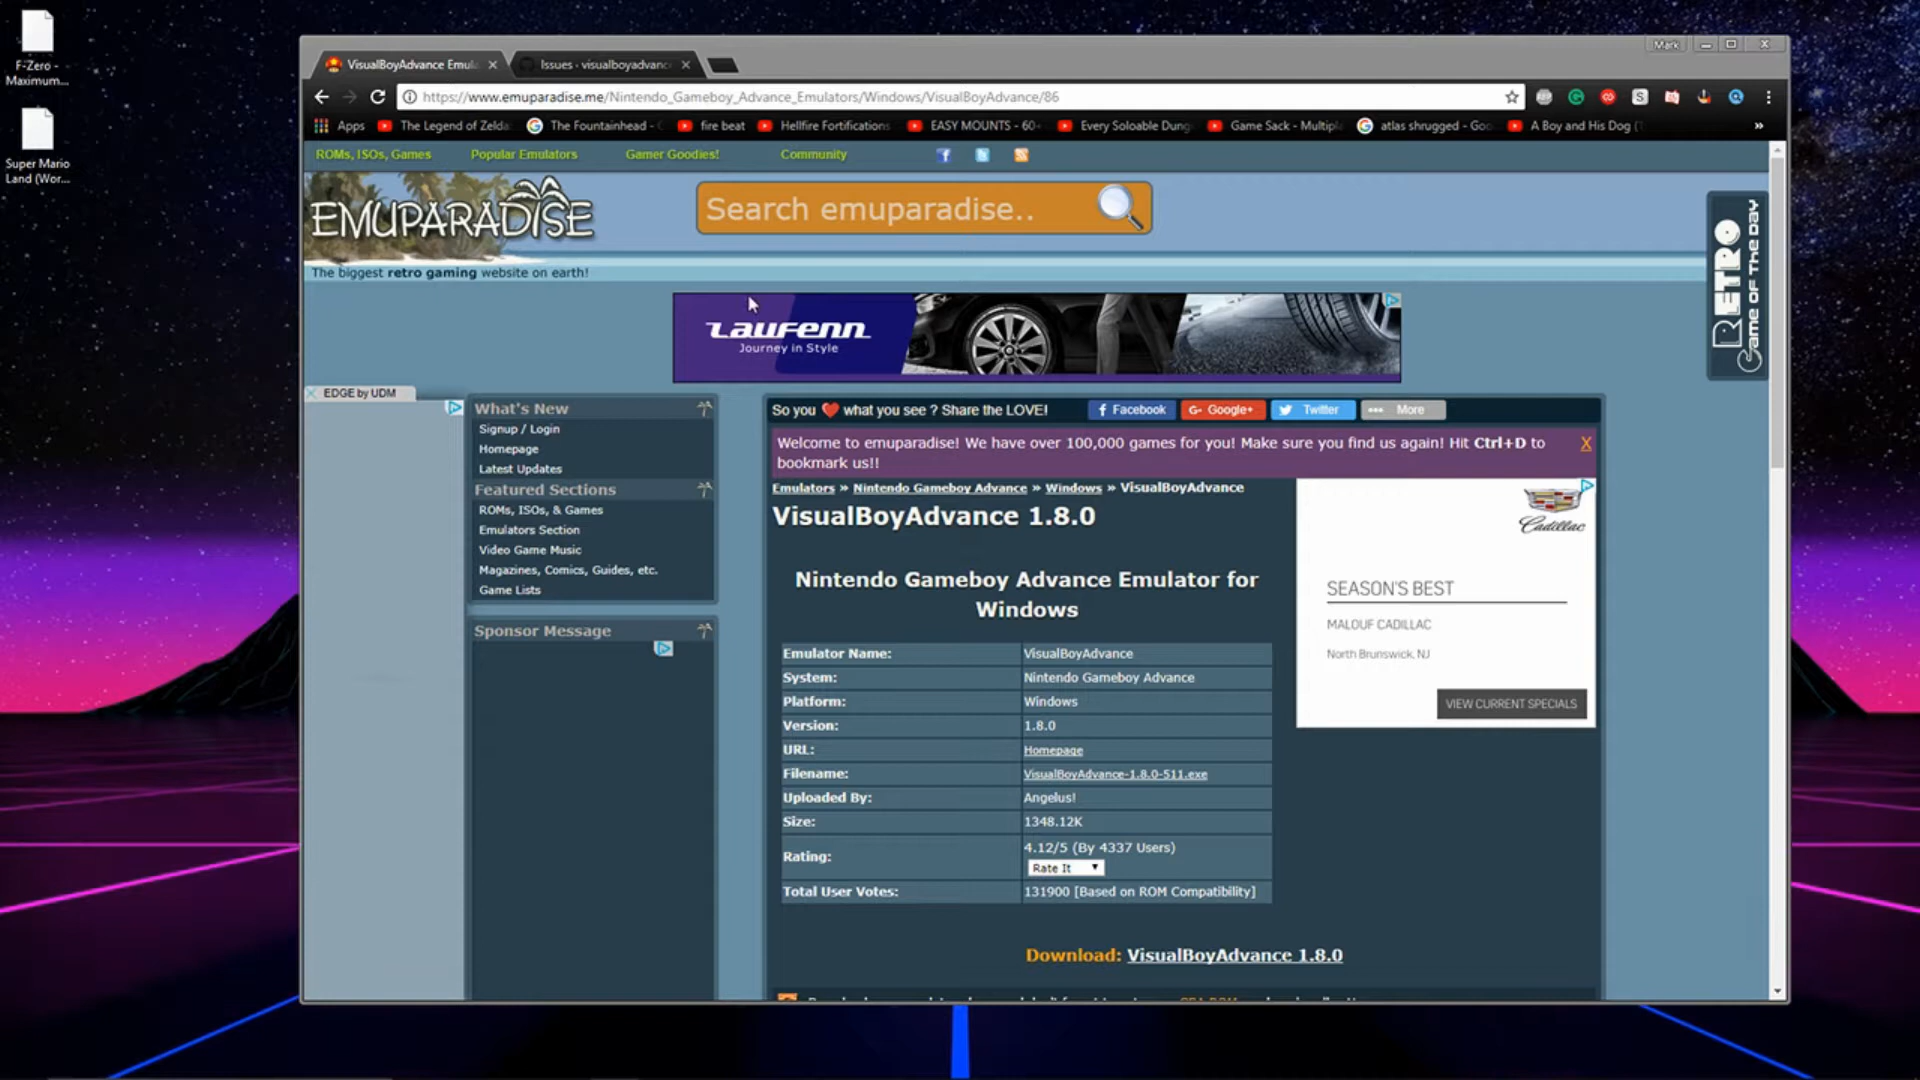 F-Zero -
Maximum...
Super Mario
Land (Wor...
Mark
VisualBoyAdvance Emul
Issues · visualboyadvanc
https://www.emuparadise.me/Nintendo_Gameboy_Advance_Emulators/Windows/VisualBoyAdvance/86
Apps
The Legend of Zelda
The Fountainhead -
fire beat
Hellfire Fortifications
EASY MOUNTS - 60
Every Soloable Dung
Game Sack - Multipl
atlas shrugged - Goo
A Boy and His Dog (
ROMs, ISOs, Games
Popular Emulators
Gamer Goodies!
Community
EMUPARADISE
Search emuparadise..
The biggest retro gaming website on earth!
RETRO
Game OF The DAY
Laufenn
Journey in Style
EDGE by UDM
What's New
Signup / Login
Homepage
Latest Updates
Featured Sections
ROMs, ISOs, & Games
Emulators Section
Video Game Music
Magazines, Comics, Guides, etc.
Game Lists
Sponsor Message
So you ❤ what you see ? Share the LOVE!
Facebook
G+ Google+
Twitter
More
Welcome to emuparadise! We have over 100,000 games for you! Make sure you find us again! Hit Ctrl+D to
bookmark us!!
X
Emulators » Nintendo Gameboy Advance » Windows » VisualBoyAdvance
VisualBoyAdvance 1.8.0
Nintendo Gameboy Advance Emulator for
Windows
Emulator Name: VisualBoyAdvance
System: Nintendo Gameboy Advance
Platform: Windows
Version: 1.8.0
URL: Homepage
Filename: VisualBoyAdvance-1.8.0-511.exe
Uploaded By: Angelus!
Size: 1348.12K
Rating: 4.12/5 (By 4337 Users)
Rate It
Total User Votes: 131900 [Based on ROM Compatibility]
Download: VisualBoyAdvance 1.8.0
Cadillac
SEASON'S BEST
MALOUF CADILLAC
North Brunswick, NJ
VIEW CURRENT SPECIALS